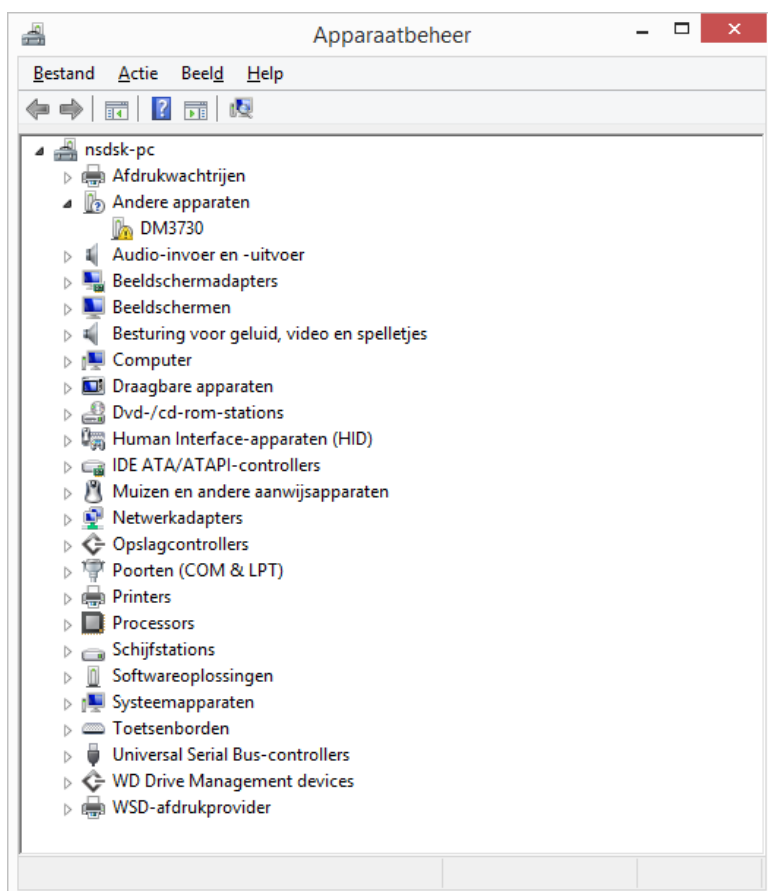 Apparaatbeheer
Bestand Actie Beeld Help
nsdsk-pc
Afdrukwachtrijen
Andere apparaten
DM3730
Audio-invoer en -uitvoer
Beeldschermadapters
Beeldschermen
Besturing voor geluid, video en spelletjes
Computer
Draagbare apparaten
Dvd-/cd-rom-stations
Human Interface-apparaten (HID)
IDE ATA/ATAPI-controllers
Muizen en andere aanwijsapparaten
Netwerkadapters
Opslagcontrollers
Poorten (COM & LPT)
Printers
Processors
Schijfstations
Softwareoplossingen
Systeemapparaten
Toetsenborden
Universal Serial Bus-controllers
WD Drive Management devices
WSD-afdrukprovider